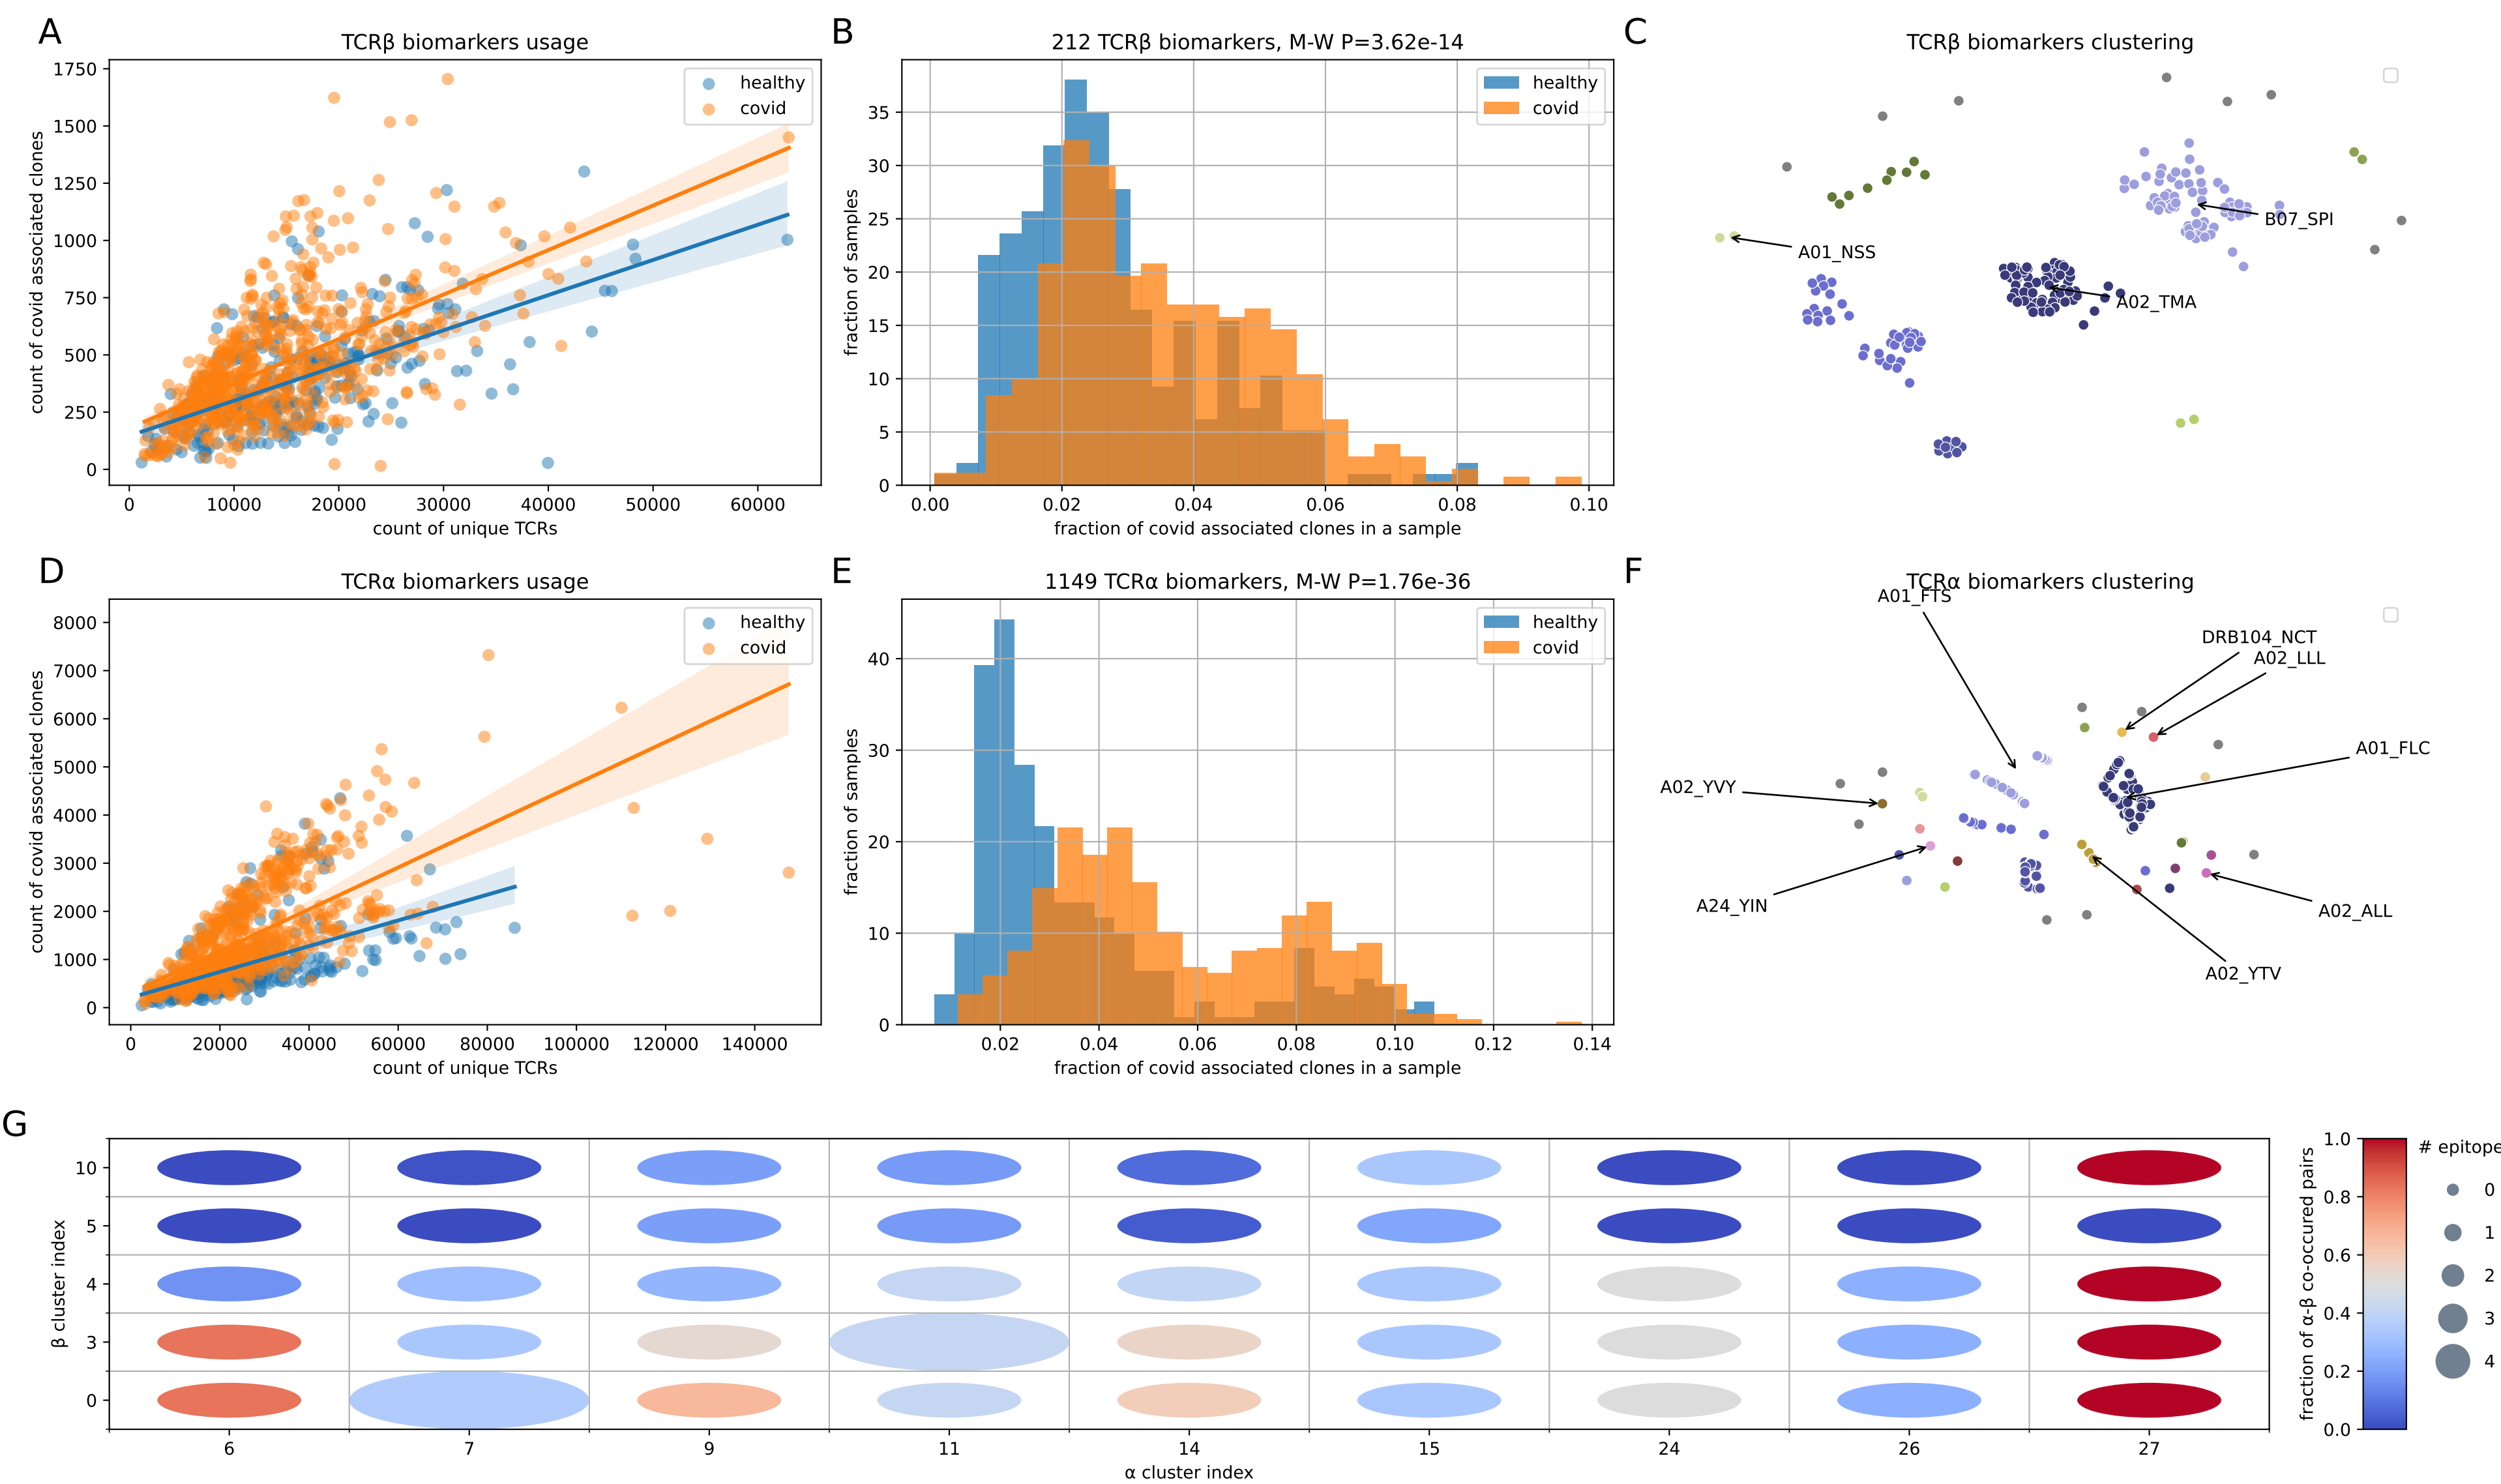 A
TCRβ biomarkers usage
count of covid associated clones
1750
1500
1250
1000
750
500
250
0
healthy
covid
0 10000 20000 30000 40000 50000 60000
count of unique TCRs
B
212 TCRβ biomarkers, M-W P=3.62e-14
fraction of samples
35
30
25
20
15
10
5
0
healthy
covid
0.00 0.02 0.04 0.06 0.08 0.10
fraction of covid associated clones in a sample
C
TCRβ biomarkers clustering
B07_SPI
A01_NSS
A02_TMA
D
TCRα biomarkers usage
count of covid associated clones
8000
7000
6000
5000
4000
3000
2000
1000
0
healthy
covid
0 20000 40000 60000 80000 100000 120000 140000
count of unique TCRs
E
1149 TCRα biomarkers, M-W P=1.76e-36
fraction of samples
40
30
20
10
0
healthy
covid
0.02 0.04 0.06 0.08 0.10 0.12 0.14
fraction of covid associated clones in a sample
F
TCRα biomarkers clustering
A01_FTS
DRB104_NCT
A02_LLL
A01_FLC
A02_YVY
A24_YIN
A02_ALL
A02_YTV
G
β cluster index
10
5
4
3
0
6 7 9 11 14 15 24 26 27
α cluster index
fraction of α-β co-occured pairs
1.0
0.8
0.6
0.4
0.2
0.0
# epitope
0
1
2
3
4